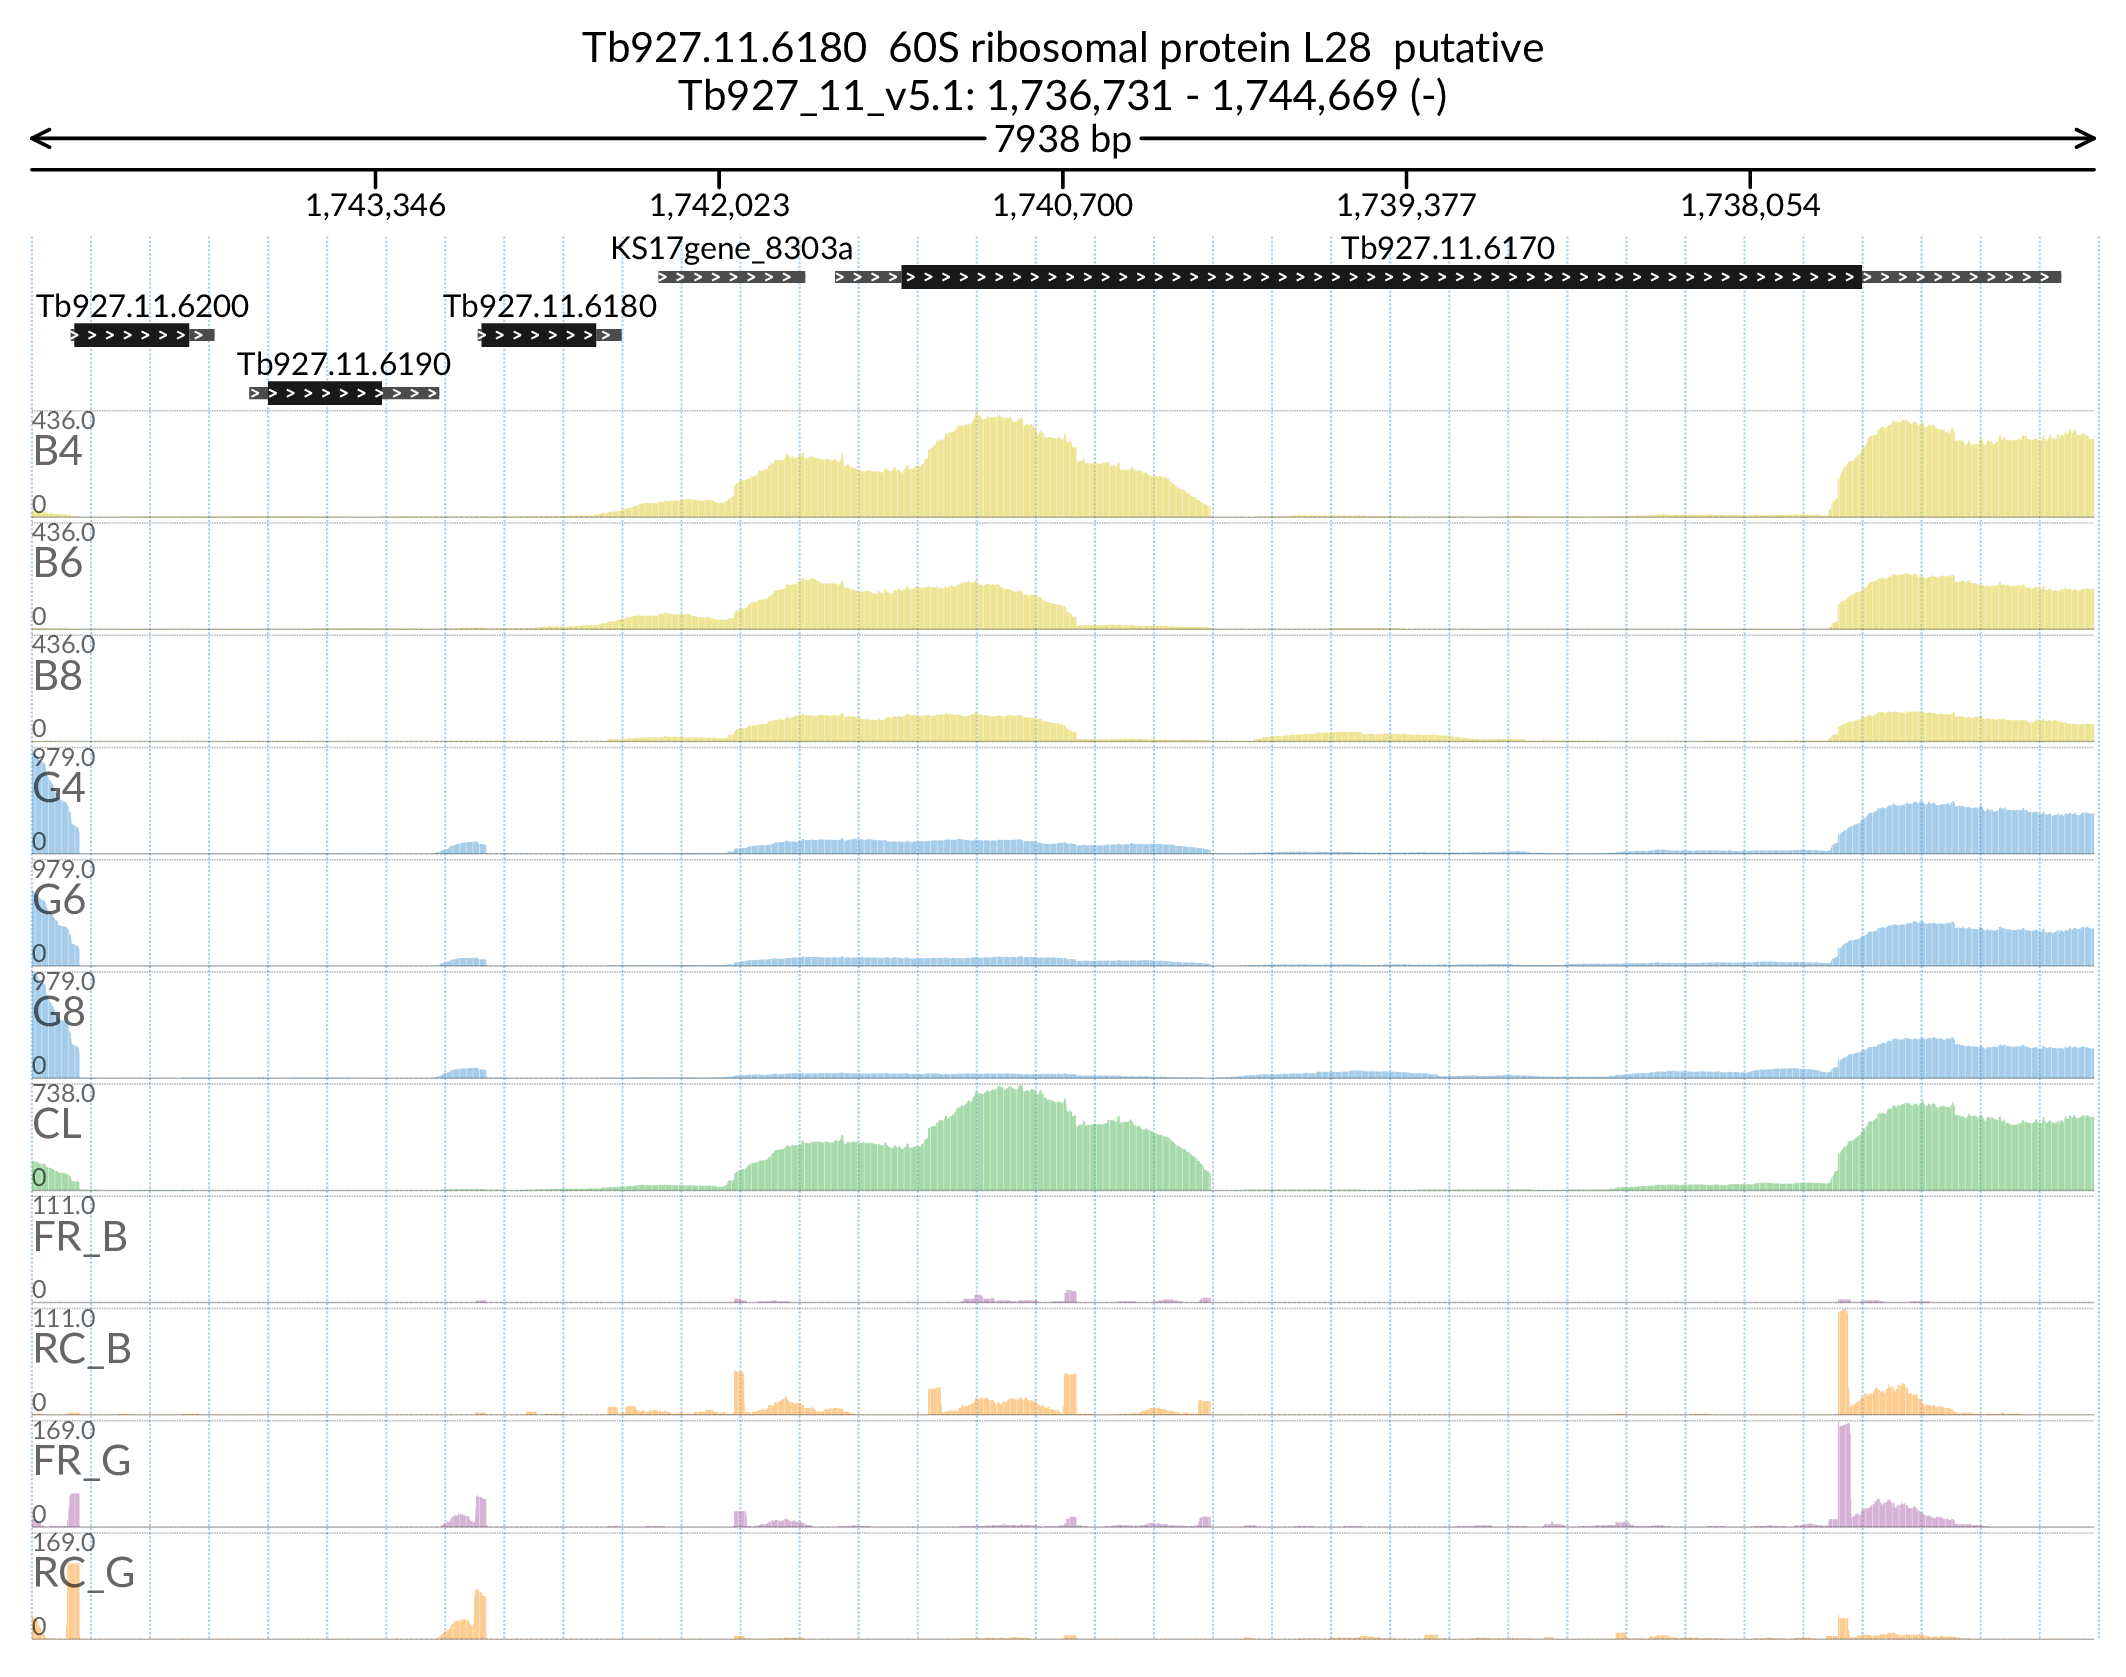 Tb927.11.6180  60S ribosomal protein L28  putative
Tb927_11_v5.1: 1,736,731 - 1,744,669 (-)
7938 bp
1,743,346 1,742,023 1,740,700 1,739,377 1,738,054
KS17gene_8303a Tb927.11.6170
Tb927.11.6200 Tb927.11.6180
Tb927.11.6190
436.0
B4
0
436.0
B6
0
436.0
B8
0
979.0
G4
0
979.0
G6
0
979.0
G8
0
738.0
CL
0
111.0
FR_B
0
111.0
RC_B
0
169.0
FR_G
0
169.0
RC_G
0